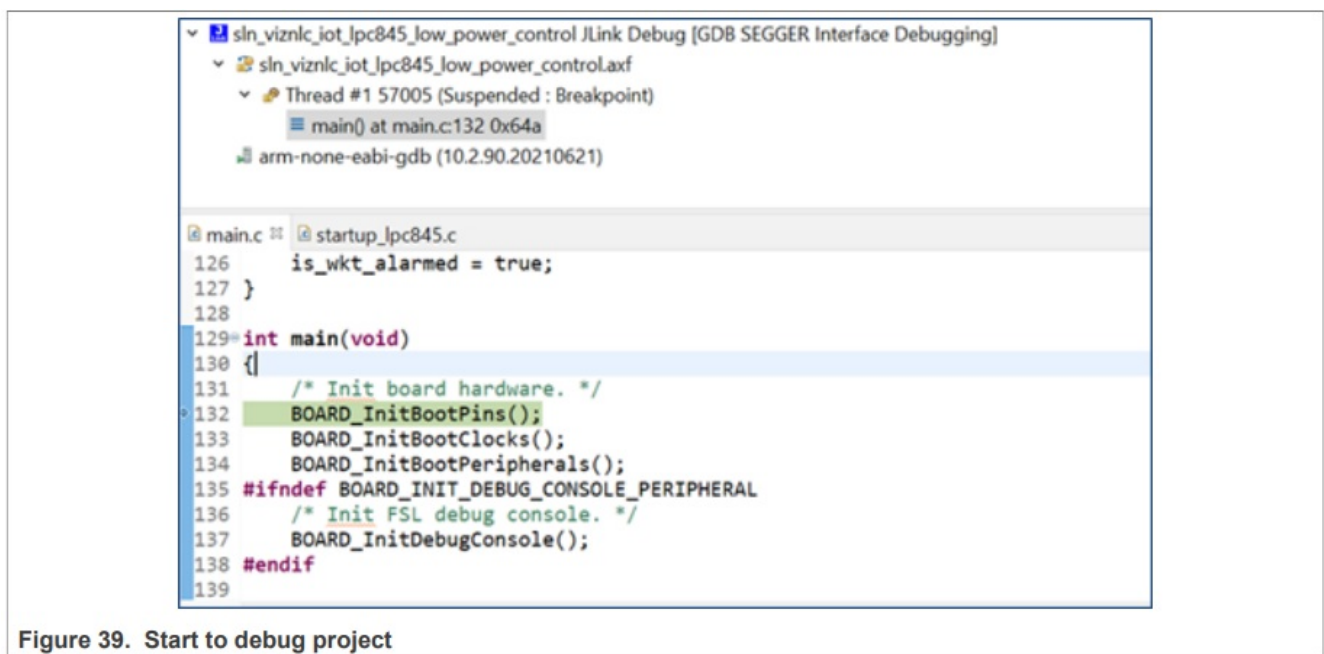 sln_viznlc_iot_lpc845_low_power_control JLink Debug [GDB SEGGER Interface Debugging]
sln_viznlc_iot_lpc845_low_power_control.axf
Thread #1 57005 (Suspended : Breakpoint)
main() at main.c:132 0x64a
arm-none-eabi-gdb (10.2.90.20210621)
main.c startup_lpc845.c
126 is_wkt_alarmed = true;
127 }
128
129 int main(void)
130 {
131 /* Init board hardware. */
132 BOARD_InitBootPins();
133 BOARD_InitBootClocks();
134 BOARD_InitBootPeripherals();
135 #ifndef BOARD_INIT_DEBUG_CONSOLE_PERIPHERAL
136 /* Init FSL debug console. */
137 BOARD_InitDebugConsole();
138 #endif
139
Figure 39. Start to debug project